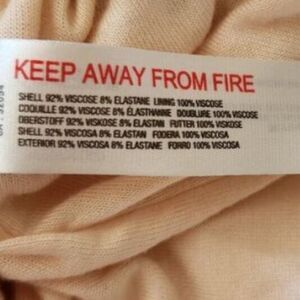 KEEP AWAY FROM FIRE
SHELL 92% VISCOSE 8% ELASTANE LINING 100% VISCOSE
COQUILLE 92% VISCOSE 8% ÉLASTHANNE DOUBLURE 100% VISCOSE
OBERSTOFF 92% VISKOSE 8% ELASTAN FUTTER 100% VISKOSE
SHELL 92% VISCOSA 8% ELASTAN FODERA 100% VISCOSA
EXTERIOR 92% VISCOSA 8% ELASTANE FORRO 100% VISCOSA